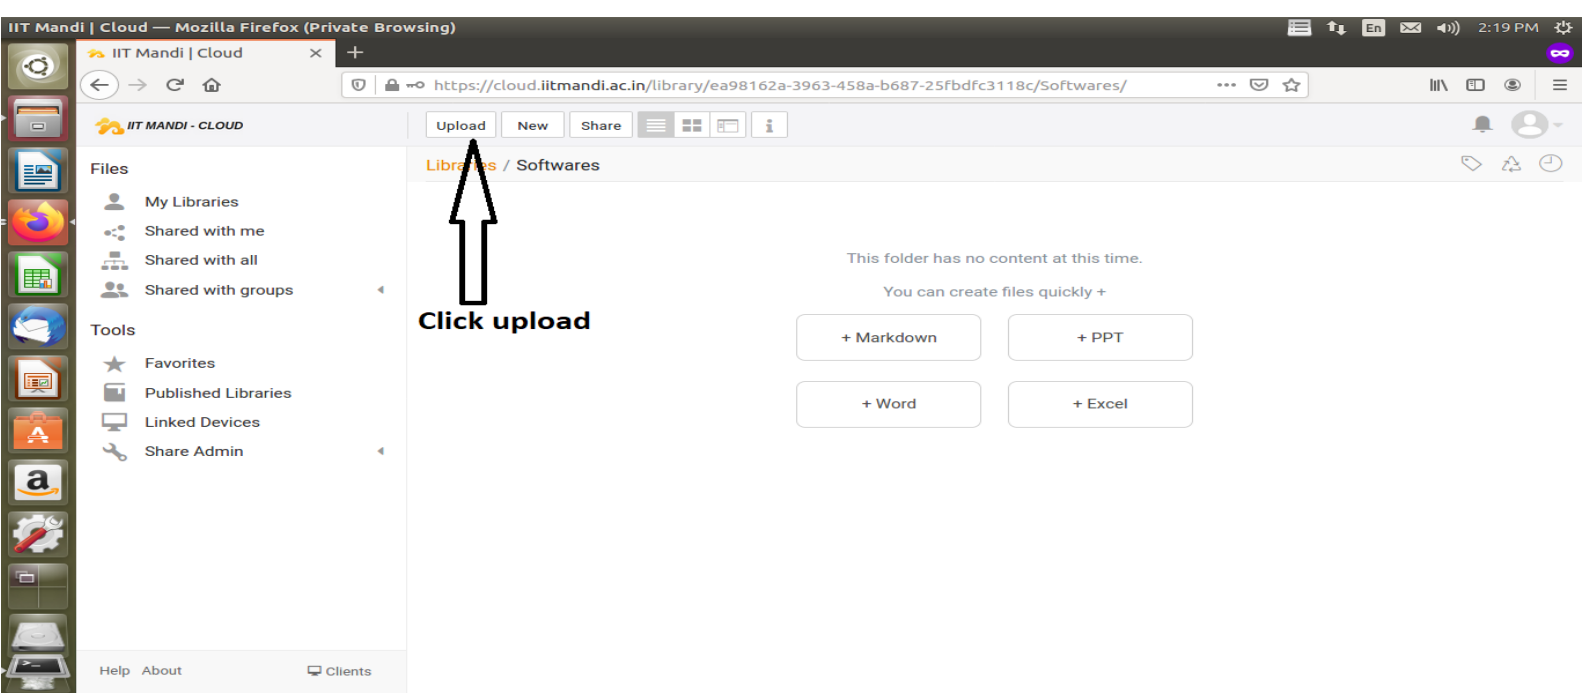 IIT Mandi | Cloud — Mozilla Firefox (Private Browsing)
En
2:19 PM
IIT Mandi | Cloud
https://cloud.iitmandi.ac.in/library/ea98162a-3963-458a-b687-25fbdfc3118c/Softwares/
IIT MANDI - CLOUD
Upload New Share
Files
Libraries / Softwares
My Libraries
Shared with me
Shared with all
Shared with groups
This folder has no content at this time.
You can create files quickly +
Click upload
Tools
+ Markdown
+ PPT
Favorites
Published Libraries
Linked Devices
Share Admin
+ Word
+ Excel
a
Help About
Clients